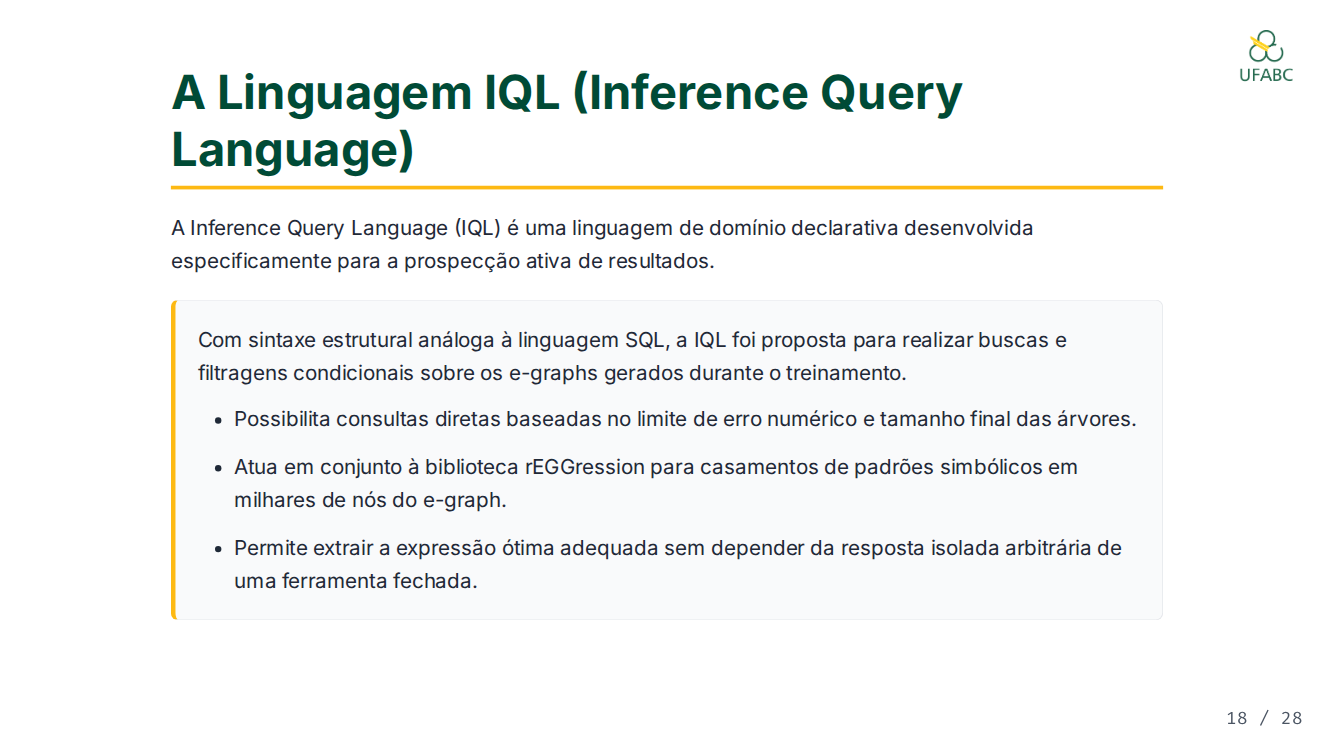 UFABC
A Linguagem IQL (Inference Query
Language)
A Inference Query Language (IQL) é uma linguagem de domínio declarativa desenvolvida
especificamente para a prospecção ativa de resultados.
Com sintaxe estrutural análoga à linguagem SQL, a IQL foi proposta para realizar buscas e
filtragens condicionais sobre os e-graphs gerados durante o treinamento.
• Possibilita consultas diretas baseadas no limite de erro numérico e tamanho final das árvores.
• Atua em conjunto à biblioteca rEGGression para casamentos de padrões simbólicos em
milhares de nós do e-graph.
• Permite extrair a expressão ótima adequada sem depender da resposta isolada arbitrária de
uma ferramenta fechada.
18 / 28